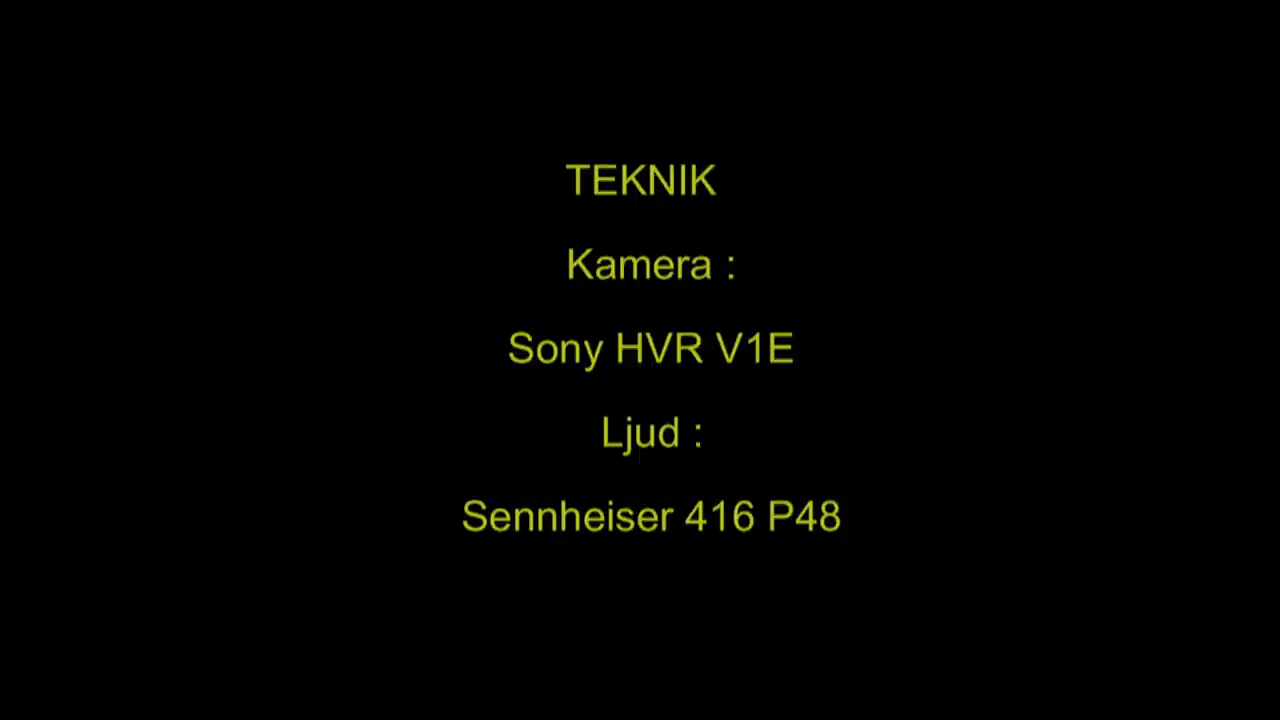 TEKNIK
Kamera :
Sony HVR V1E
Ljud :
Sennheiser 416 P48